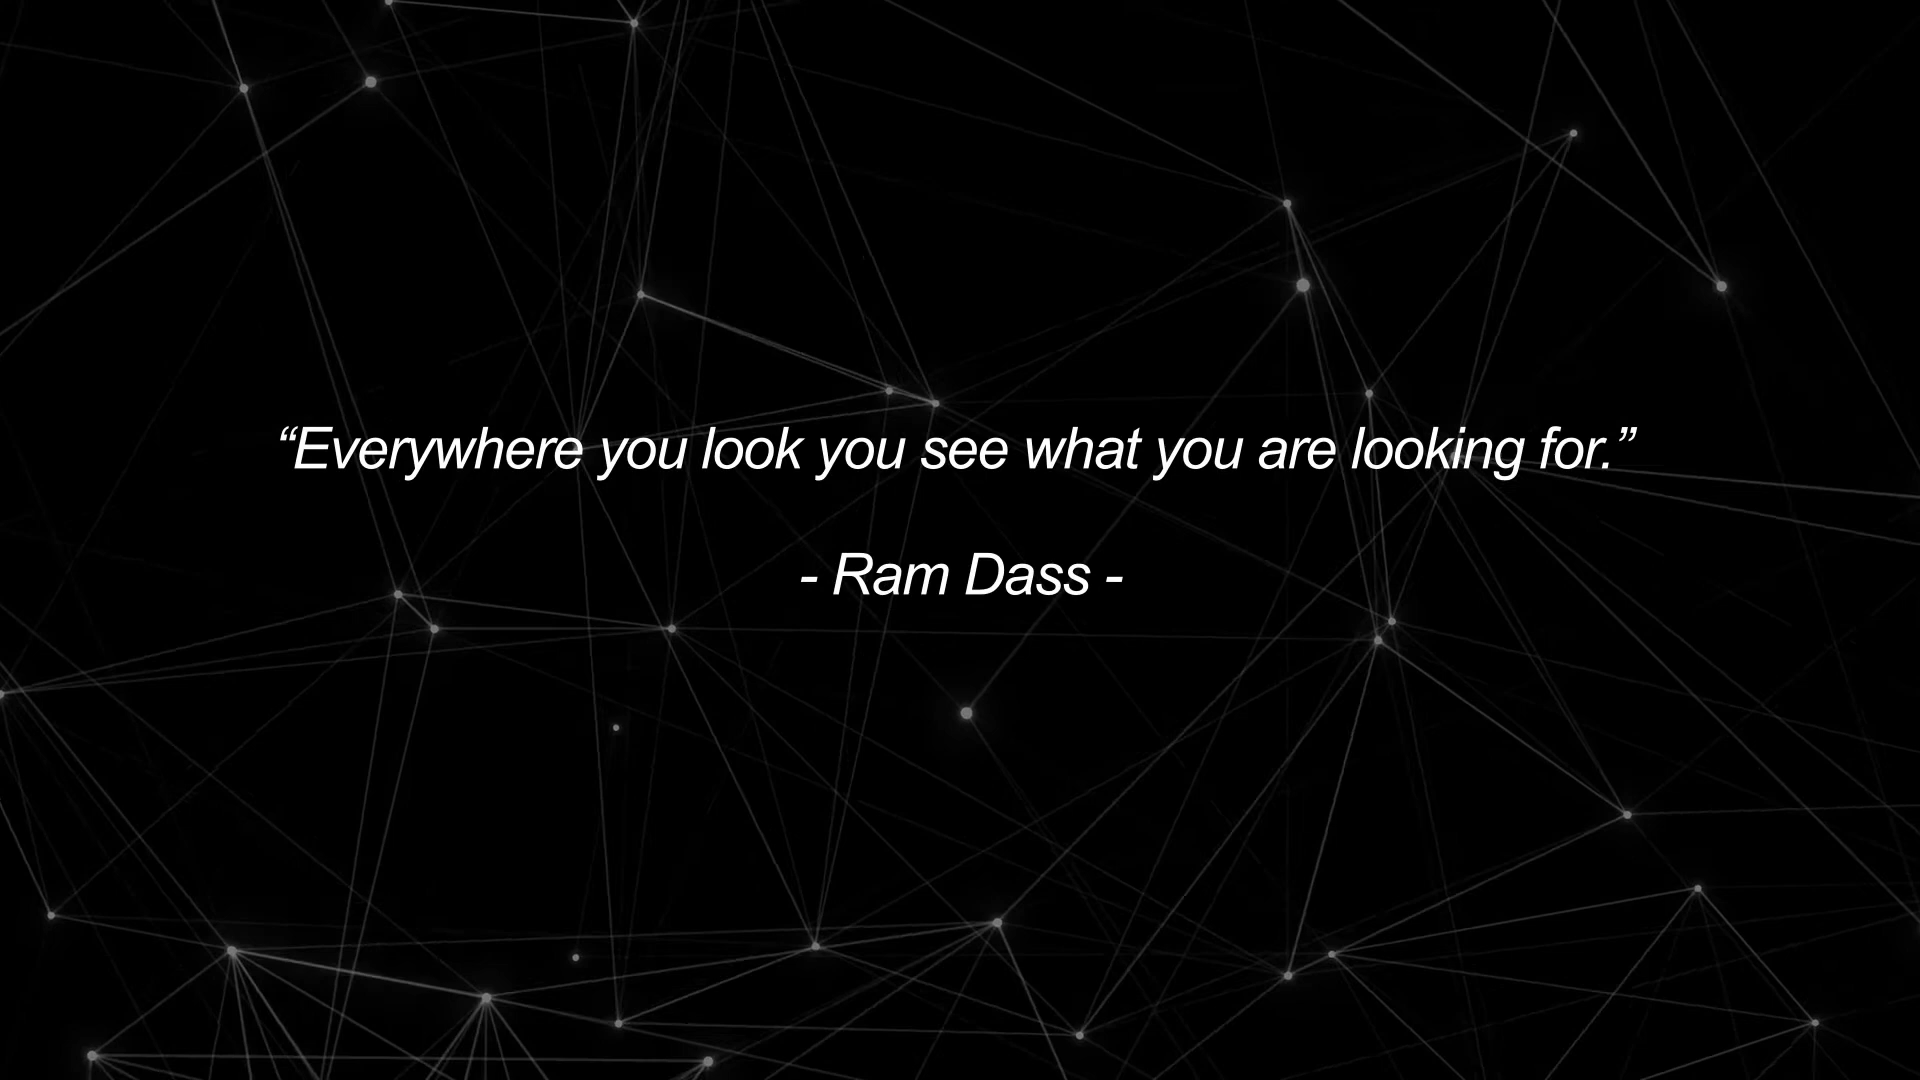 “Everywhere you look you see what you are looking for.”
- Ram Dass -